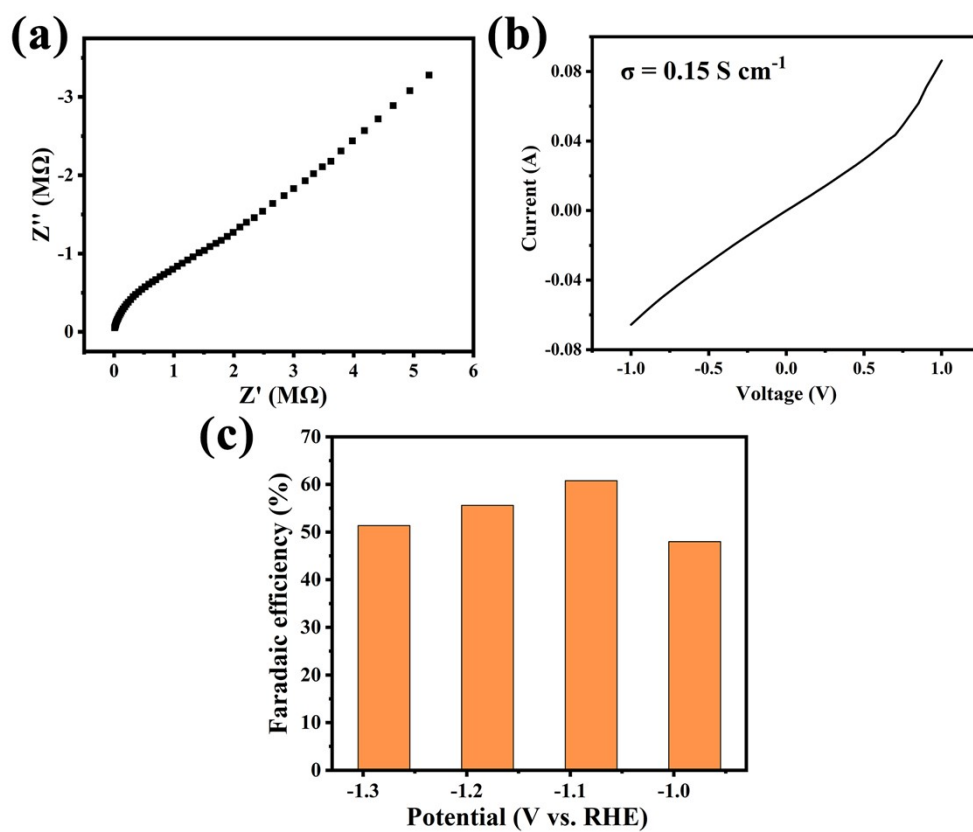 (a)
Z'' (MΩ)
-3
-2
-1
0
0 1 2 3 4 5 6
Z' (MΩ)
(b)
σ = 0.15 S cm⁻¹
Current (A)
0.08
0.04
0.00
-0.04
-0.08
-1.0 -0.5 0.0 0.5 1.0
Voltage (V)
(c)
Faradaic efficiency (%)
70
60
50
40
30
20
10
0
-1.3 -1.2 -1.1 -1.0
Potential (V vs. RHE)